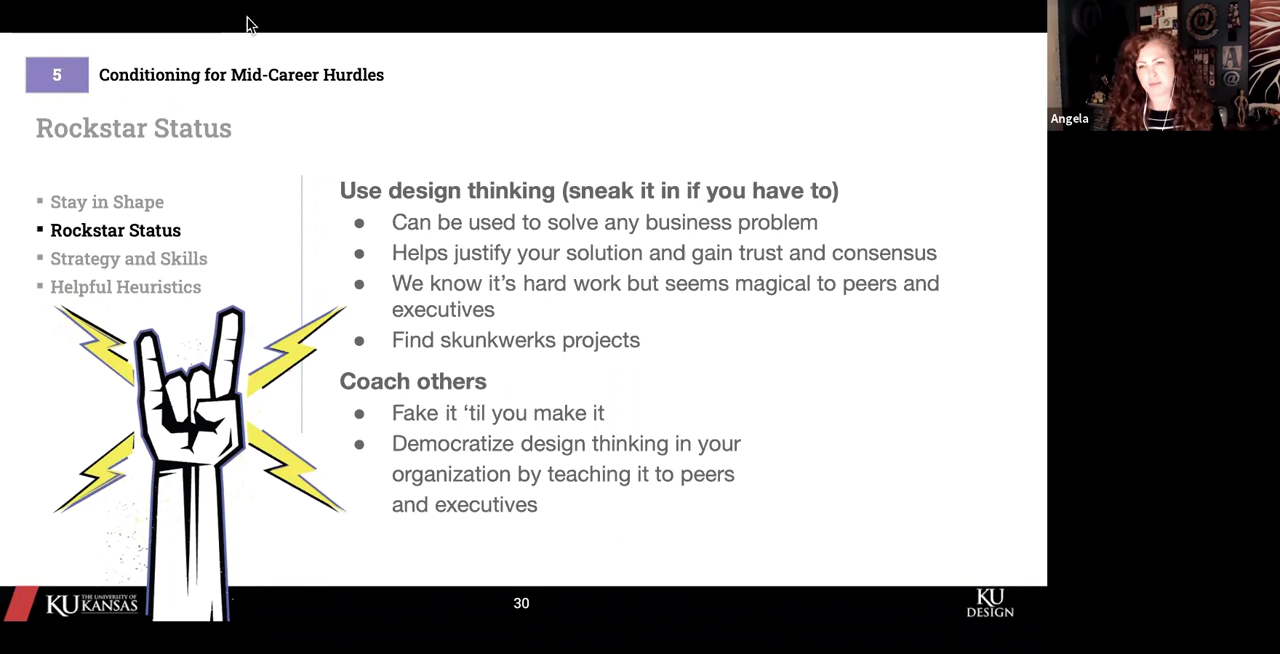 5
Conditioning for Mid-Career Hurdles
Rockstar Status
▪ Stay in Shape
▪ Rockstar Status
▪ Strategy and Skills
▪ Helpful Heuristics
Use design thinking (sneak it in if you have to)
● Can be used to solve any business problem
● Helps justify your solution and gain trust and consensus
● We know it’s hard work but seems magical to peers and
executives
● Find skunkwerks projects
Coach others
● Fake it ‘til you make it
● Democratize design thinking in your
organization by teaching it to peers
and executives
KU THE UNIVERSITY OF
KANSAS
30
KU
DESIGN
Angela
@
A
@